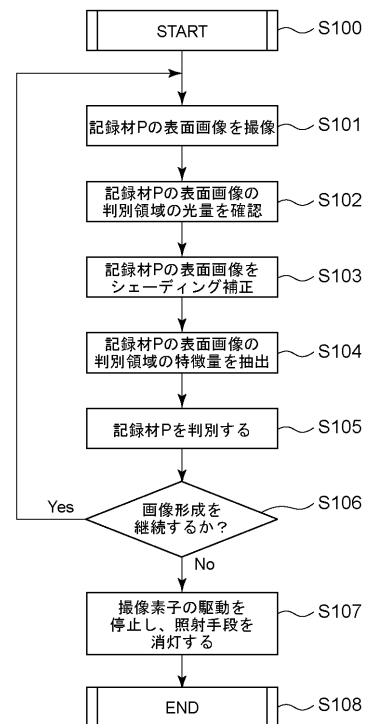 START
S100
記録材Pの表面画像を撮像
S101
記録材Pの表面画像の
判別領域の光量を確認
S102
記録材Pの表面画像を
シェーディング補正
S103
記録材Pの表面画像の
判別領域の特徴量を抽出
S104
記録材Pを判別する
S105
画像形成を
継続するか？
S106
Yes
No
撮像素子の駆動を
停止し、照射手段を
消灯する
S107
END
S108